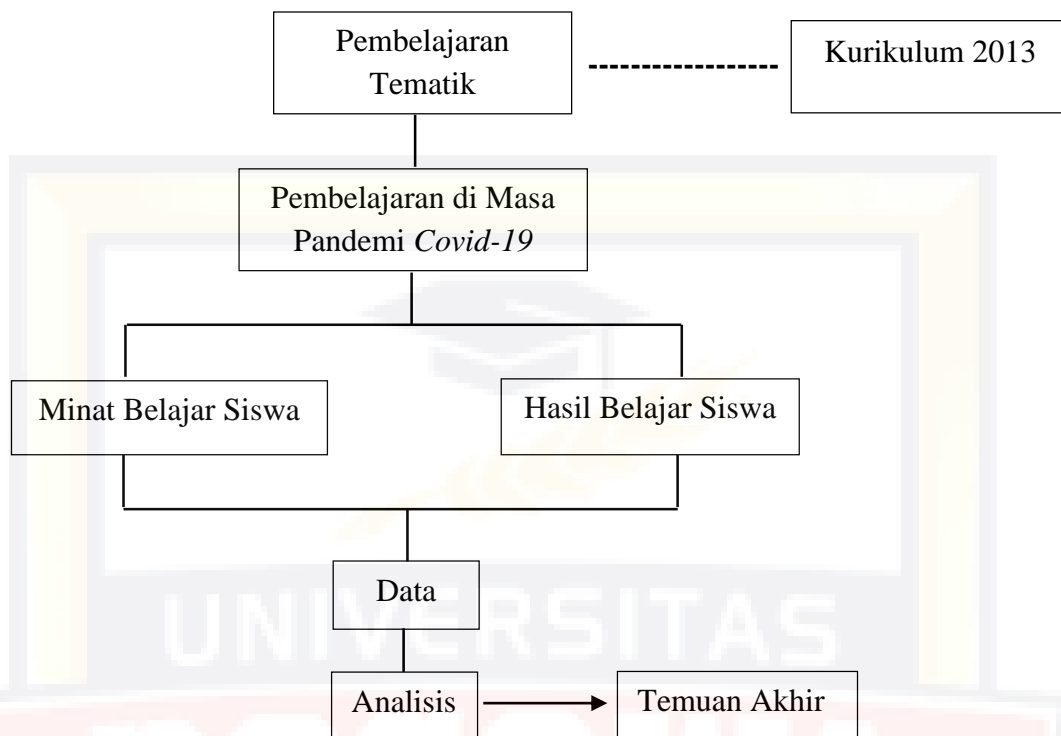 Pembelajaran
Tematik
Kurikulum 2013
Pembelajaran di Masa
Pandemi Covid-19
Minat Belajar Siswa
Hasil Belajar Siswa
Data
UNIVERSITAS
Analisis
Temuan Akhir